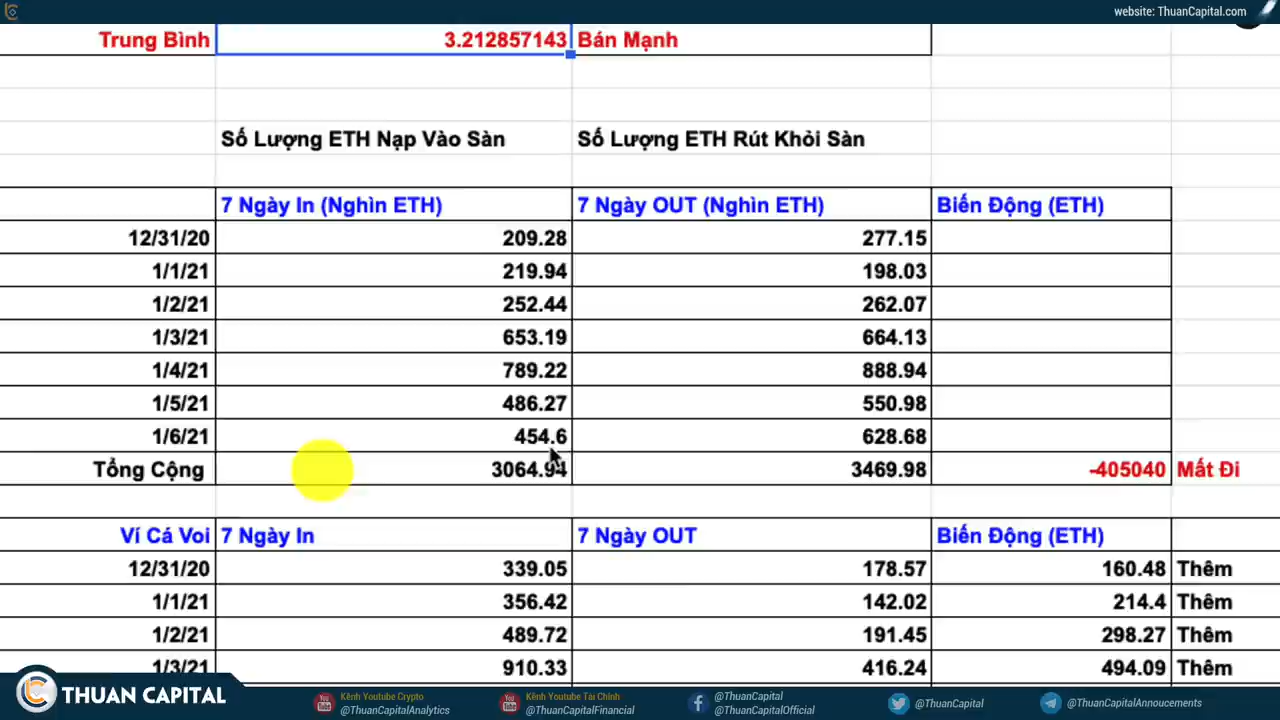 website: ThuanCapital.com
Trung Bình 3.212857143 Bán Mạnh
Số Lượng ETH Nạp Vào Sàn Số Lượng ETH Rút Khỏi Sàn
7 Ngày In (Nghìn ETH) 7 Ngày OUT (Nghìn ETH) Biến Động (ETH)
12/31/20 209.28 277.15
1/1/21 219.94 198.03
1/2/21 252.44 262.07
1/3/21 653.19 664.13
1/4/21 789.22 888.94
1/5/21 486.27 550.98
1/6/21 454.6 628.68
Tổng Cộng 3064.94 3469.98 -405040 Mất Đi
Ví Cá Voi 7 Ngày In 7 Ngày OUT Biến Động (ETH)
12/31/20 339.05 178.57 160.48 Thêm
1/1/21 356.42 142.02 214.4 Thêm
1/2/21 489.72 191.45 298.27 Thêm
1/3/21 910.33 416.24 494.09 Thêm
THUAN CAPITAL
Kênh Youtube Crypto
@ThuanCapitalAnalytics
Kênh Youtube Tài Chính
@ThuanCapitalFinancial
@ThuanCapital
@ThuanCapitalOfficial
@ThuanCapital
@ThuanCapitalAnnoucements